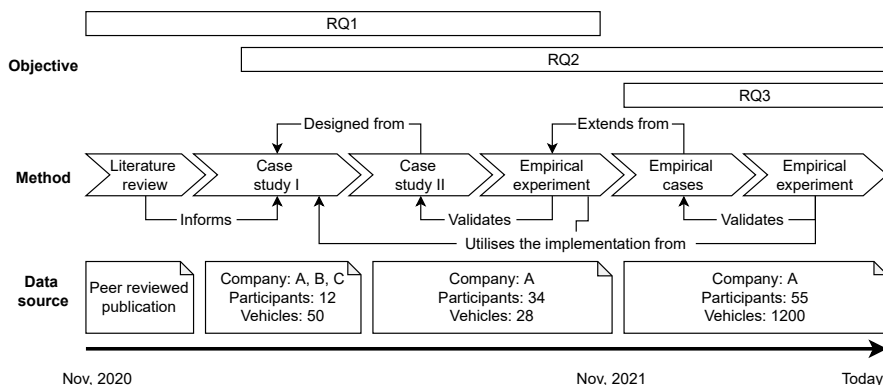 RQ1
Objective
RQ2
RQ3
Designed from
Extends from
Method
Literature
review
Case
study I
Case
study II
Empirical
experiment
Empirical
cases
Empirical
experiment
Informs
Validates
Validates
Utilises the implementation from
Data
source
Peer reviewed
publication
Company: A, B, C
Participants: 12
Vehicles: 50
Company: A
Participants: 34
Vehicles: 28
Company: A
Participants: 55
Vehicles: 1200
Nov, 2020
Nov, 2021
Today